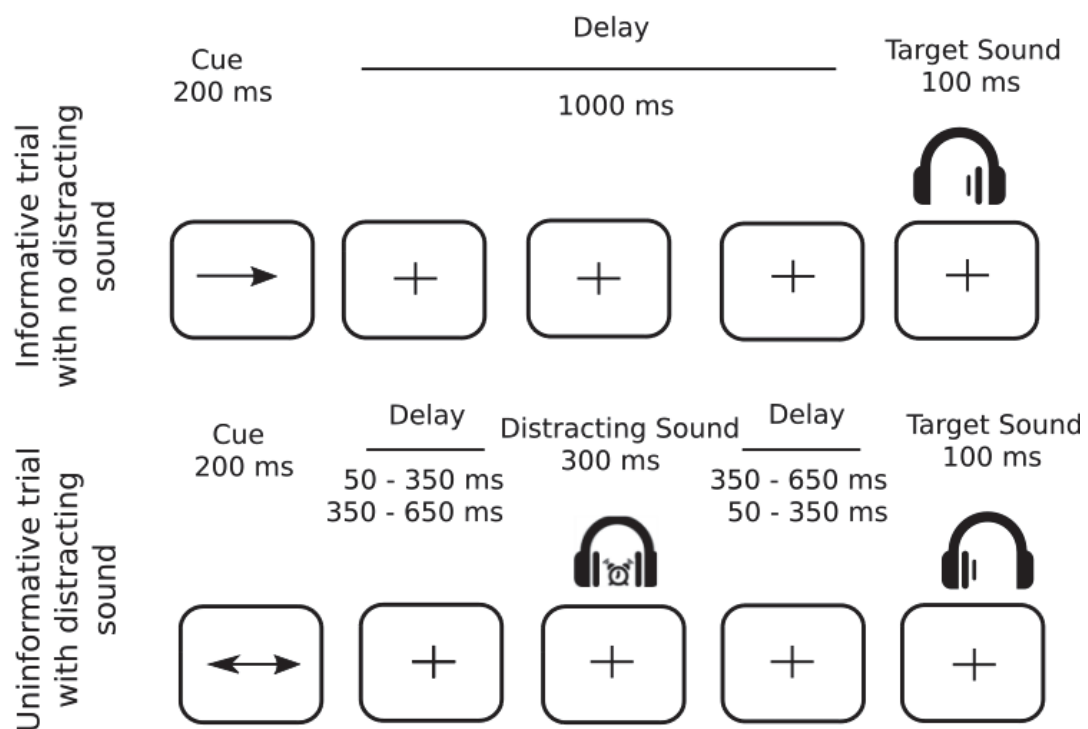 Informative trial
with no distracting
sound
Cue
200 ms
Delay
1000 ms
Target Sound
100 ms
Uninformative trial
with distracting
sound
Cue
200 ms
Delay
50 - 350 ms
350 - 650 ms
Distracting Sound
300 ms
Delay
350 - 650 ms
50 - 350 ms
Target Sound
100 ms